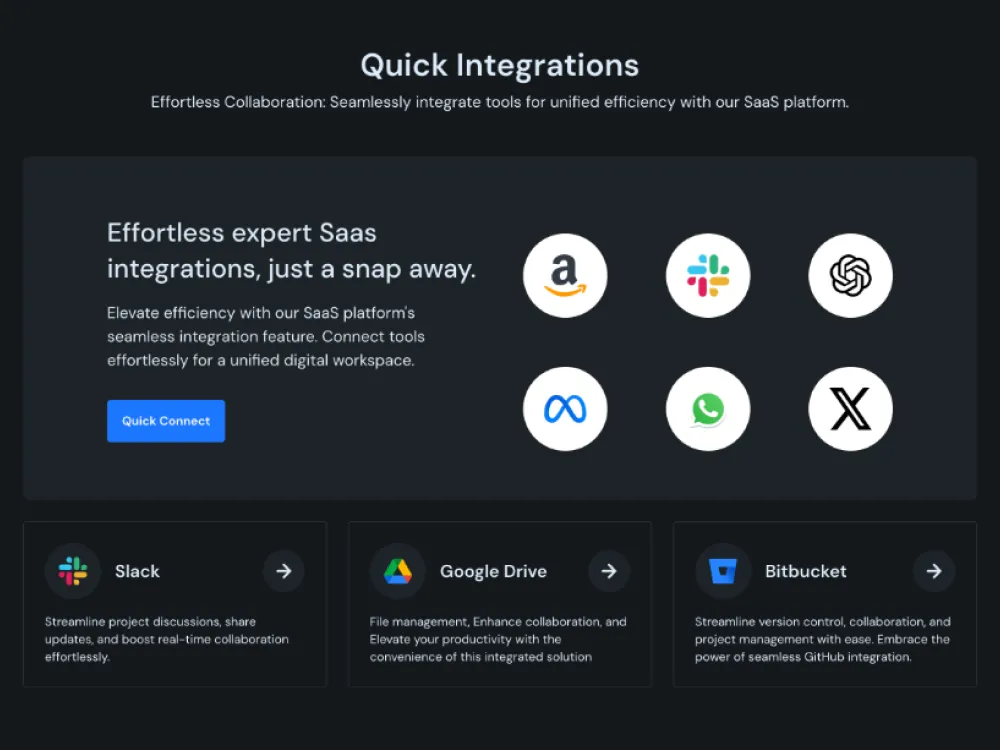 Quick Integrations
Effortless Collaboration: Seamlessly integrate tools for unified efficiency with our SaaS platform.
Effortless expert Saas
integrations, just a snap away.
Elevate efficiency with our SaaS platform's
seamless integration feature. Connect tools
effortlessly for a unified digital workspace.
Quick Connect
a
X
Slack
Streamline project discussions, share
updates, and boost real-time collaboration
effortlessly.
Google Drive
File management, Enhance collaboration, and
Elevate your productivity with the
convenience of this integrated solution
Bitbucket
Streamline version control, collaboration, and
project management with ease. Embrace the
power of seamless GitHub integration.